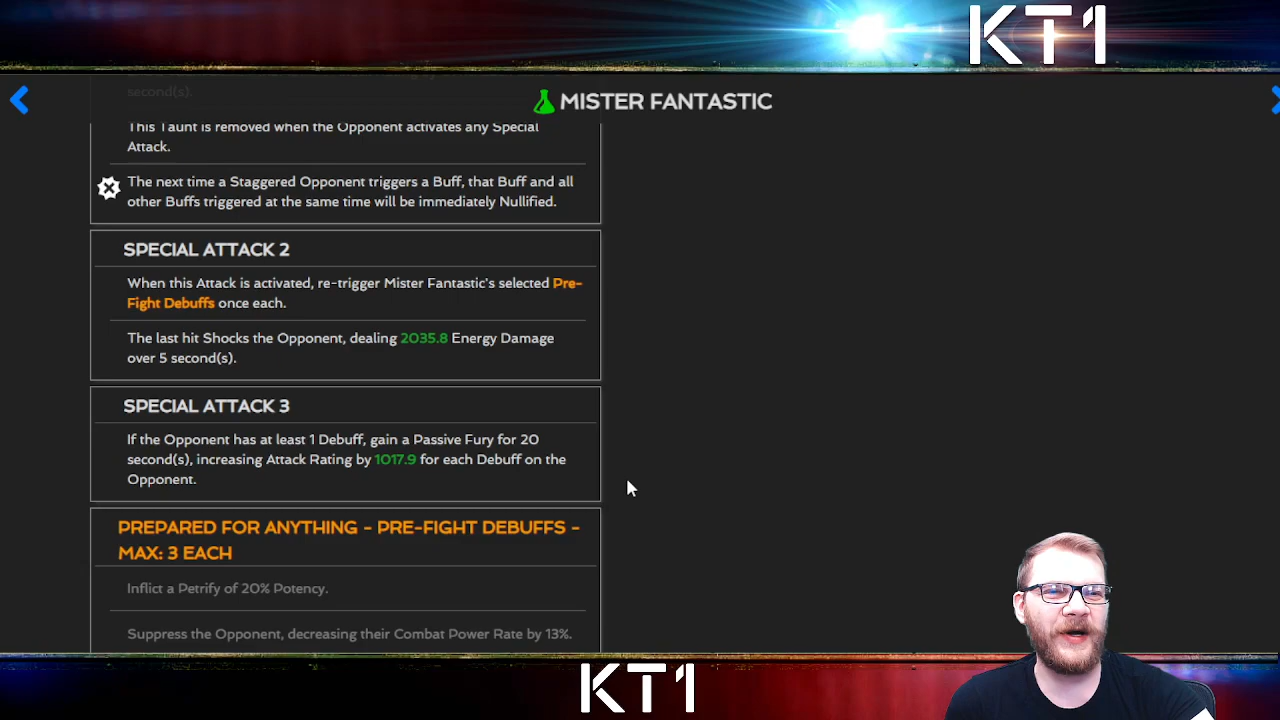 KT1
second(s).
MISTER FANTASTIC
This Taunt is removed when the Opponent activates any Special
Attack.
The next time a Staggered Opponent triggers a Buff, that Buff and all
other Buffs triggered at the same time will be immediately Nullified.
SPECIAL ATTACK 2
When this Attack is activated, re-trigger Mister Fantastic's selected Pre-
Fight Debuffs once each.
The last hit Shocks the Opponent, dealing 2035.8 Energy Damage
over 5 second(s).
SPECIAL ATTACK 3
If the Opponent has at least 1 Debuff, gain a Passive Fury for 20
second(s), increasing Attack Rating by 1017.9 for each Debuff on the
Opponent.
PREPARED FOR ANYTHING - PRE-FIGHT DEBUFFS -
MAX: 3 EACH
Inflict a Petrify of 20% Potency.
Suppress the Opponent, decreasing their Combat Power Rate by 13%.
KT1